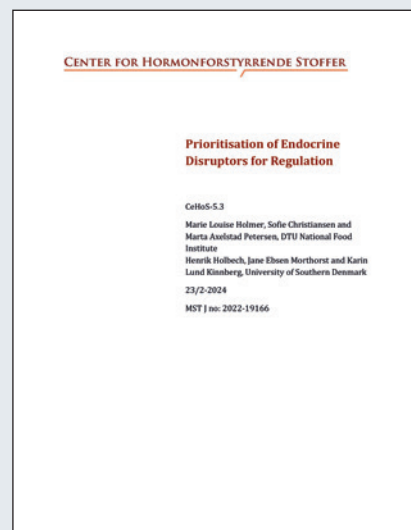 CENTER FOR HORMONFORSTYRRENDE STOFFER
Prioritisation of Endocrine
Disruptors for Regulation
CeHoS-5.3
Marie Louise Holmer, Sofie Christiansen and
Marta Axelstad Petersen, DTU National Food
Institute
Henrik Holbech, Jane Ebsen Morthorst and Karin
Lund Kinnberg, University of Southern Denmark
23/2-2024
MST J no: 2022-19166